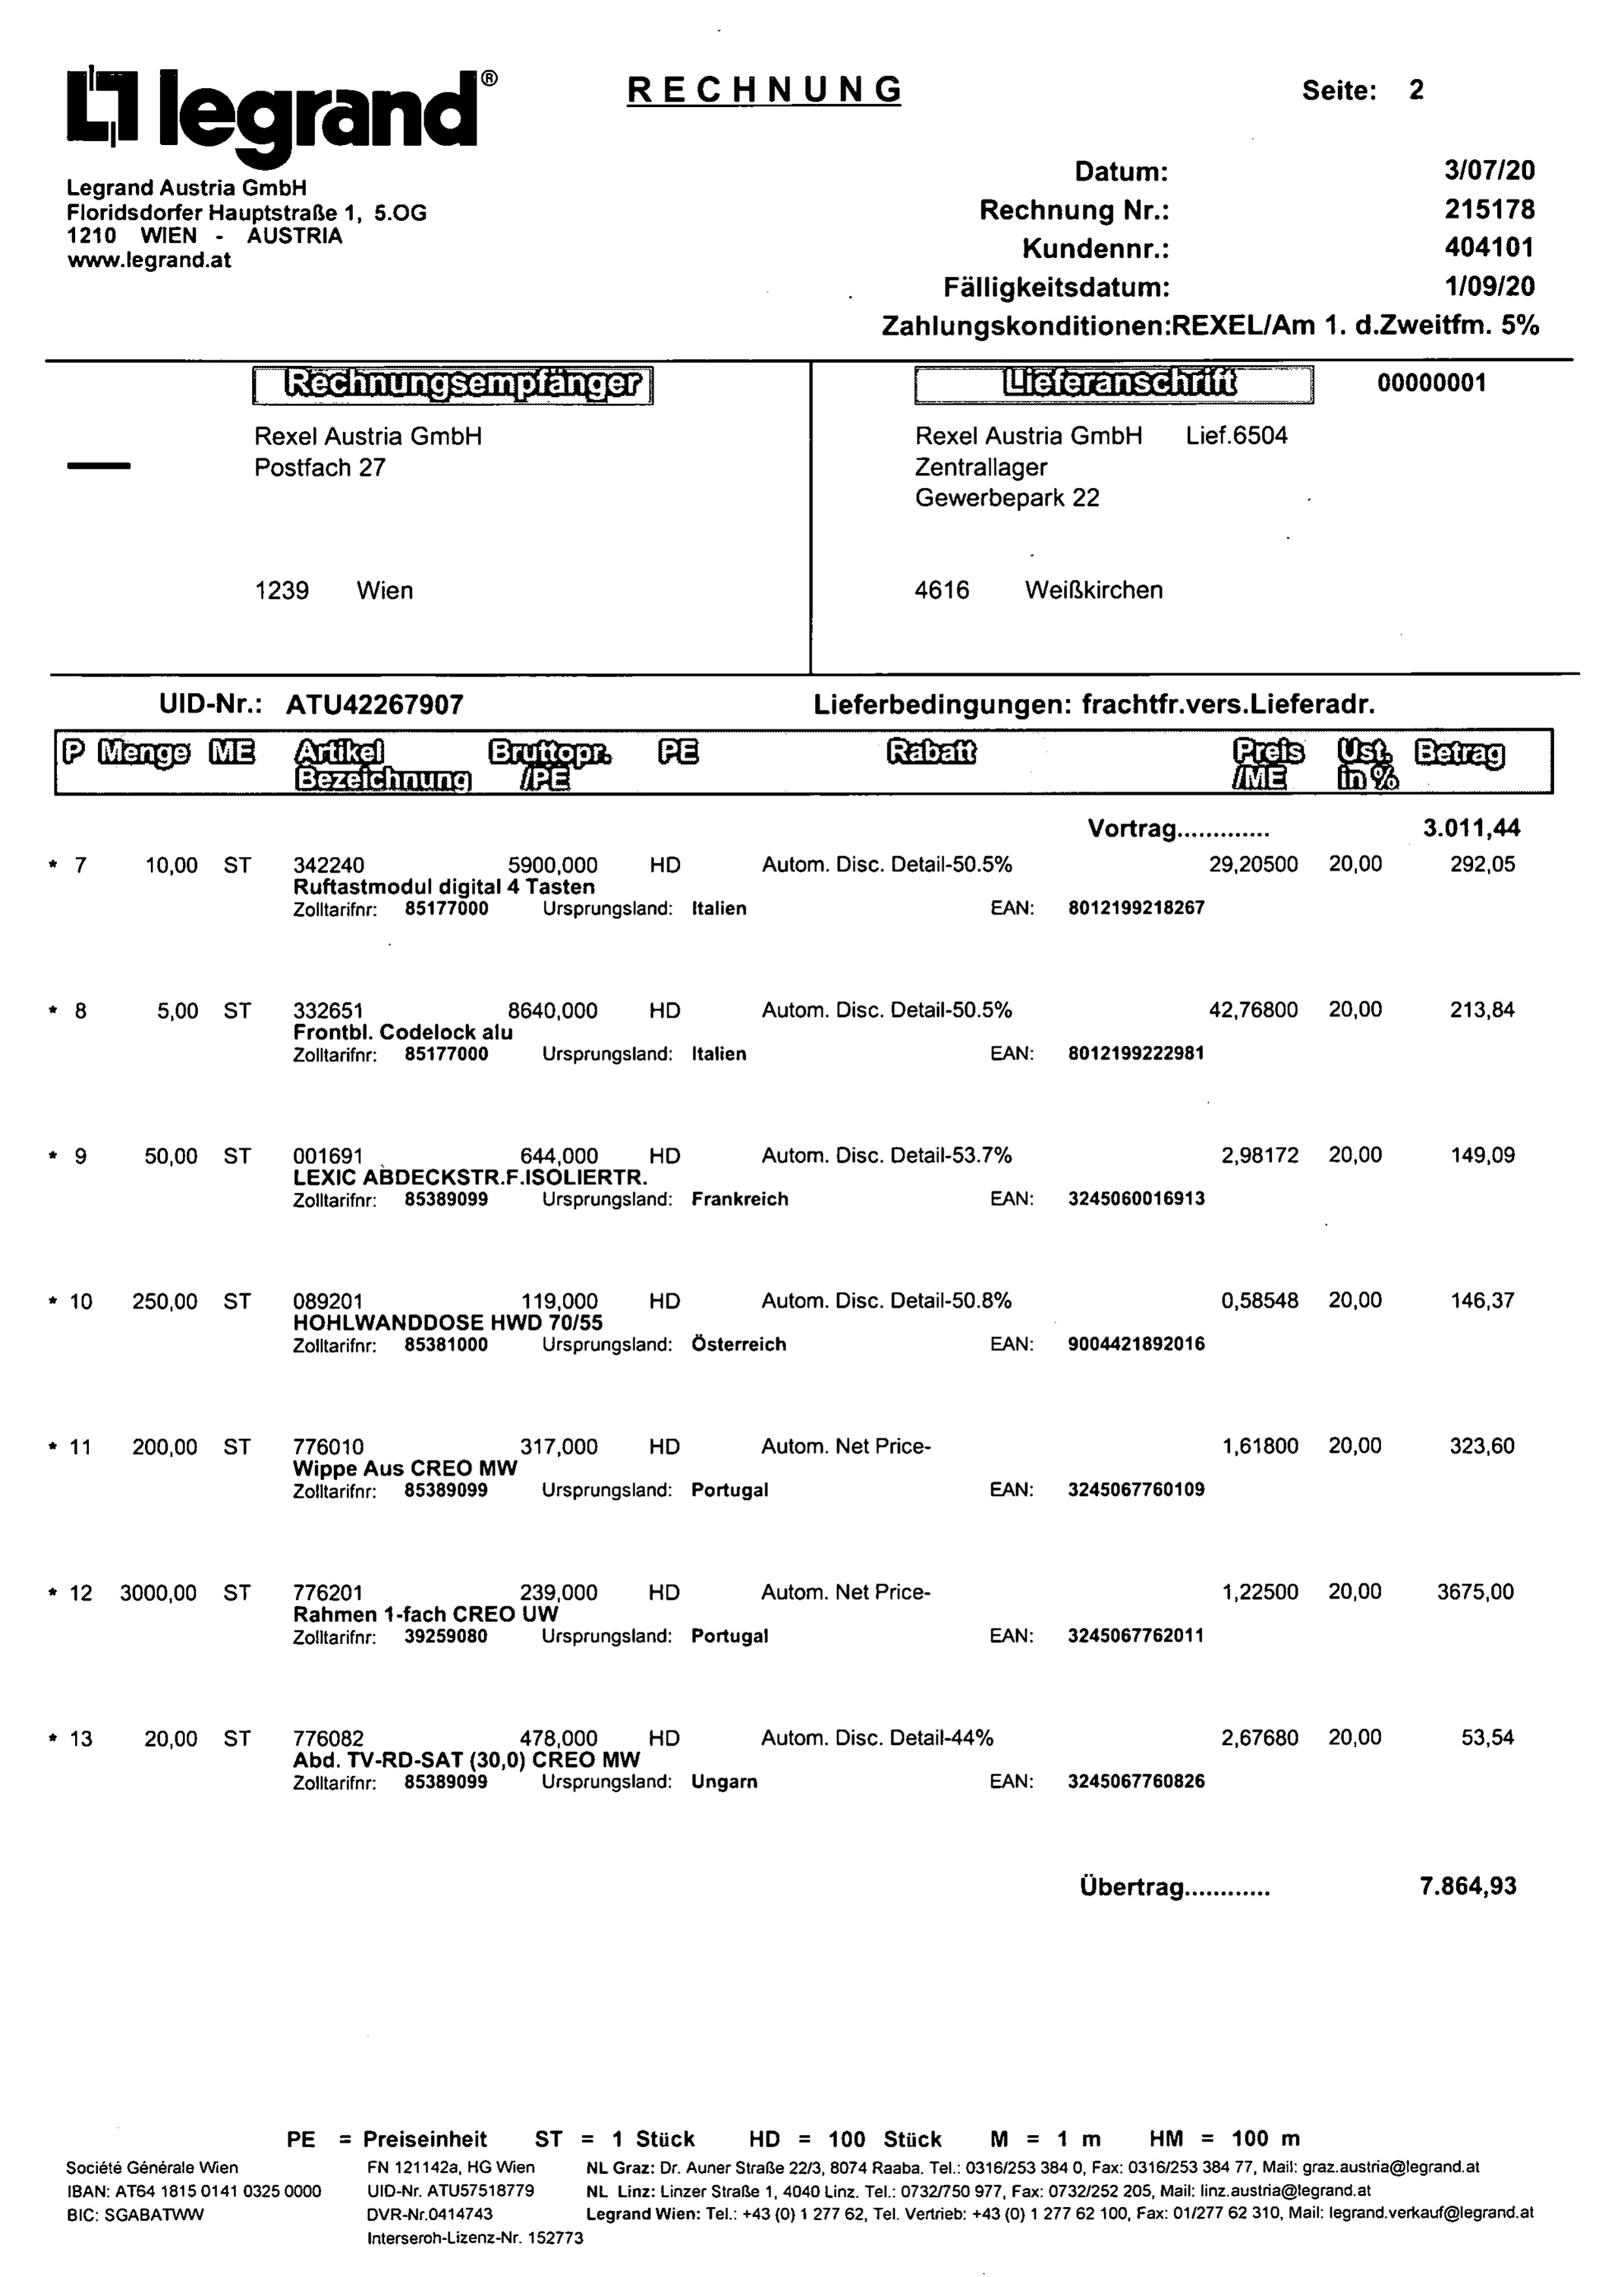 legrand®
RECHNUNG
Seite: 2
Legrand Austria GmbH
Floridsdorfer Hauptstraße 1, 5.OG
1210 WIEN - AUSTRIA
www.legrand.at
Datum: 3/07/20
Rechnung Nr.: 215178
Kundennr.: 404101
Fälligkeitsdatum: 1/09/20
Zahlungskonditionen:REXEL/Am 1. d.Zweitfm. 5%
Rechnungsempfänger
Rexel Austria GmbH
Postfach 27
1239 Wien
Lieferanschrift 00000001
Rexel Austria GmbH Lief.6504
Zentrallager
Gewerbepark 22
4616 Weißkirchen
UID-Nr.: ATU42267907 Lieferbedingungen: frachtfr.vers.Lieferadr.
P Menge ME Artikel Bruttopr. PE Rabatt Preis Ust. Betrag
Bezeichnung /PE /ME in %
Vortrag............. 3.011,44
* 7 10,00 ST 342240 5900,000 HD Autom. Disc. Detail-50.5% 29,20500 20,00 292,05
Ruftastmodul digital 4 Tasten
Zolltarifnr: 85177000 Ursprungsland: Italien EAN: 8012199218267
* 8 5,00 ST 332651 8640,000 HD Autom. Disc. Detail-50.5% 42,76800 20,00 213,84
Frontbl. Codelock alu
Zolltarifnr: 85177000 Ursprungsland: Italien EAN: 8012199222981
* 9 50,00 ST 001691 644,000 HD Autom. Disc. Detail-53.7% 2,98172 20,00 149,09
LEXIC ABDECKSTR.F.ISOLIERTR.
Zolltarifnr: 85389099 Ursprungsland: Frankreich EAN: 3245060016913
* 10 250,00 ST 089201 119,000 HD Autom. Disc. Detail-50.8% 0,58548 20,00 146,37
HOHLWANDDOSE HWD 70/55
Zolltarifnr: 85381000 Ursprungsland: Österreich EAN: 9004421892016
* 11 200,00 ST 776010 317,000 HD Autom. Net Price- 1,61800 20,00 323,60
Wippe Aus CREO MW
Zolltarifnr: 85389099 Ursprungsland: Portugal EAN: 3245067760109
* 12 3000,00 ST 776201 239,000 HD Autom. Net Price- 1,22500 20,00 3675,00
Rahmen 1-fach CREO UW
Zolltarifnr: 39259080 Ursprungsland: Portugal EAN: 3245067762011
* 13 20,00 ST 776082 478,000 HD Autom. Disc. Detail-44% 2,67680 20,00 53,54
Abd. TV-RD-SAT (30,0) CREO MW
Zolltarifnr: 85389099 Ursprungsland: Ungarn EAN: 3245067760826
Übertrag............ 7.864,93
PE = Preiseinheit ST = 1 Stück HD = 100 Stück M = 1 m HM = 100 m
Société Générale Wien FN 121142a, HG Wien NL Graz: Dr. Auner Straße 22/3, 8074 Raaba. Tel.: 0316/253 384 0, Fax: 0316/253 384 77, Mail: graz.austria@legrand.at
IBAN: AT64 1815 0141 0325 0000 UID-Nr. ATU57518779 NL Linz: Linzer Straße 1, 4040 Linz. Tel.: 0732/750 977, Fax: 0732/252 205, Mail: linz.austria@legrand.at
BIC: SGABATWW DVR-Nr.0414743 Legrand Wien: Tel.: +43 (0) 1 277 62, Tel. Vertrieb: +43 (0) 1 277 62 100, Fax: 01/277 62 310, Mail: legrand.verkauf@legrand.at
Interseroh-Lizenz-Nr. 152773